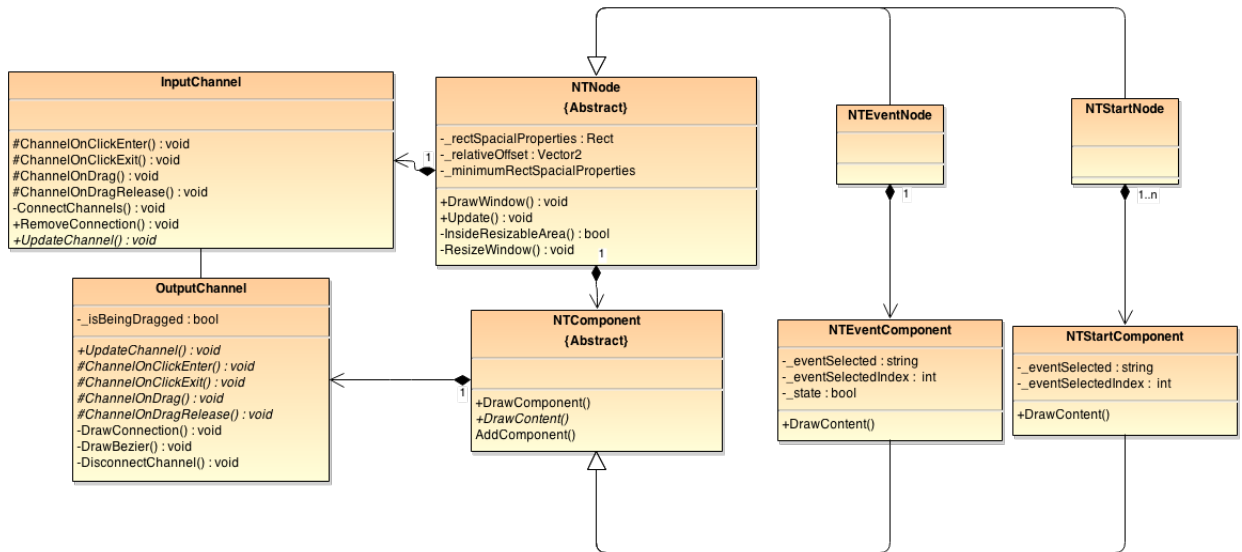 InputChannel
#ChannelOnClickEnter() : void
#ChannelOnClickExit() : void
#ChannelOnDrag() : void
#ChannelOnDragRelease() : void
-ConnectChannels() : void
+RemoveConnection() : void
+UpdateChannel() : void
1
NTNode
{Abstract}
-_rectSpacialProperties : Rect
-_relativeOffset : Vector2
-_minimumRectSpacialProperties
+DrawWindow() : void
+Update() : void
-InsideResizableArea() : bool
-ResizeWindow() : void
1
NTEventNode
1
NTStartNode
1..n
OutputChannel
-_isBeingDragged : bool
+UpdateChannel() : void
#ChannelOnClickEnter() : void
#ChannelOnClickExit() : void
#ChannelOnDrag() : void
#ChannelOnDragRelease() : void
-DrawConnection() : void
-DrawBezier() : void
-DisconnectChannel() : void
1
NTComponent
{Abstract}
+DrawComponent()
+DrawContent()
AddComponent()
NTEventComponent
-_eventSelected : string
-_eventSelectedIndex : int
-_state : bool
+DrawContent()
NTStartComponent
-_eventSelected : string
-_eventSelectedIndex : int
+DrawContent()